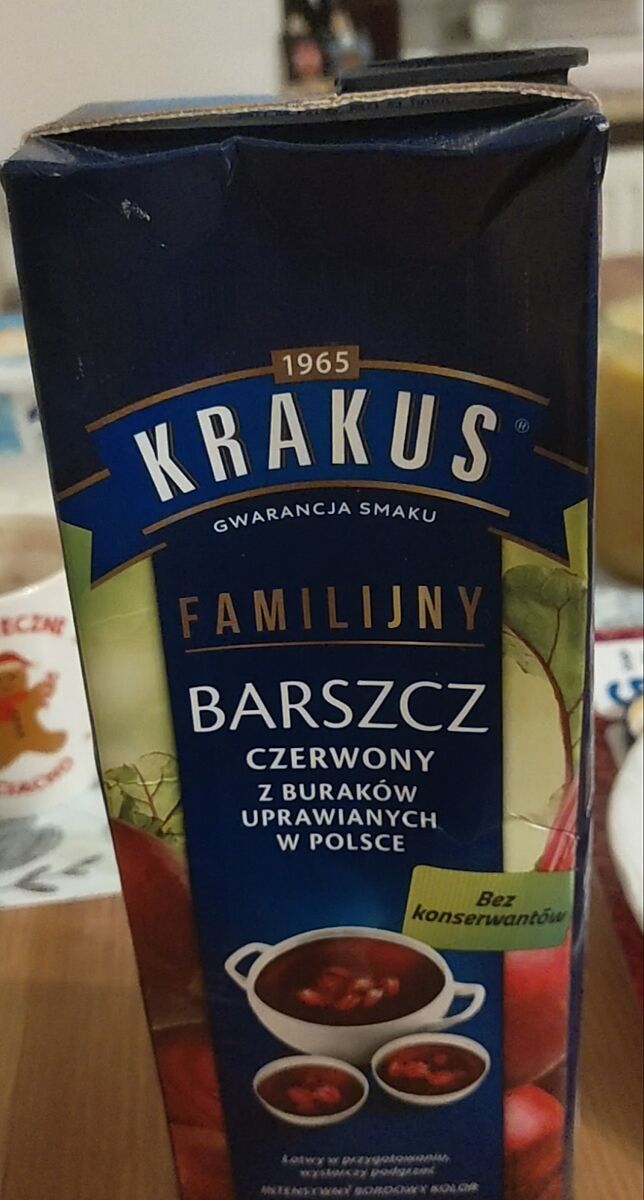 1965
KRAKUS®
GWARANCJA SMAKU
FAMILIJNY
BARSZCZ
CZERWONY
Z BURAKÓW
UPRAWIANYCH
W POLSCE
Bez
konserwantów
Łatwy w przygotowaniu,
wystarczy podgrzać
INTENSYWNY BORDOWY KOLOR